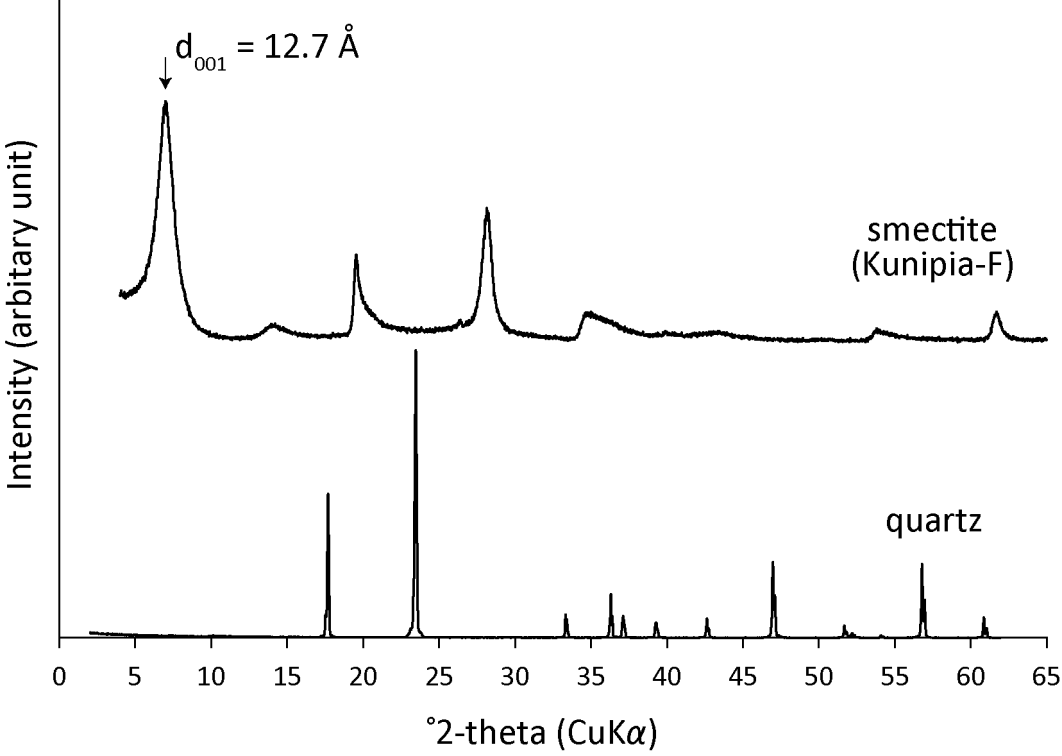 d001 = 12.7 Å
smectite
(Kunipia-F)
Intensity (arbitary unit)
quartz
0 5 10 15 20 25 30 35 40 45 50 55 60 65
°2-theta (CuKα)